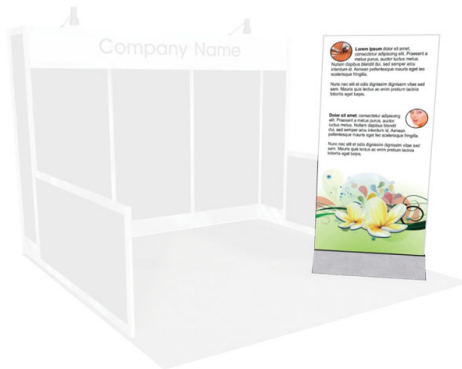 Company Name
Lorem ipsum dolor sit amet,
consectetur adipiscing elit. Praesent a
metus purus, auctor luctus metus.
Nullam dapibus blandit dui, sed semper arcu
interdum id. Aenean pellentesque mauris eget leo
scelerisque fringilla.
Nunc nec elit et odio dignissim dignissim vitae sed
sem. Mauris quis lectus ac enim pretium
lobortis eget turpis.
Dolor sit amet, consectetur adipiscing
elit. Praesent a metus purus, auctor
luctus metus. Nullam dapibus blandit
dui, sed semper arcu interdum id. Aenean
pellentesque mauris eget leo scelerisque
fringilla.
Nunc nec elit et odio dignissim dignissim vitae sed
sem. Mauris quis lectus ac enim pretium lobortis
eget turpis.